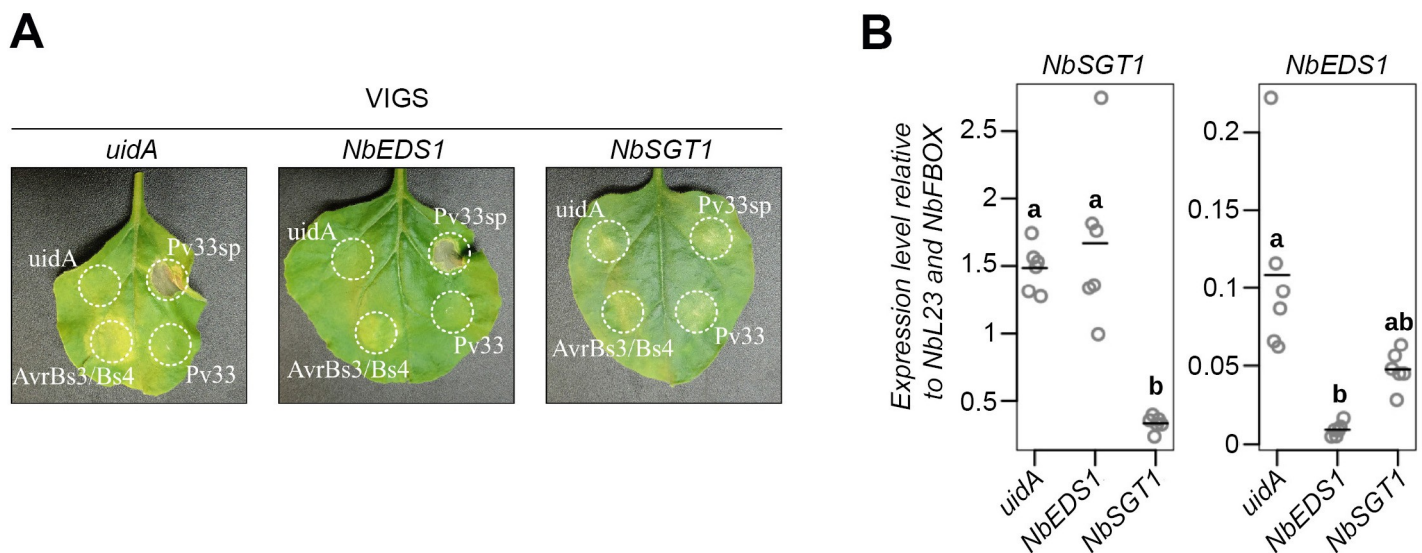 A
VIGS
uidA
NbEDS1
NbSGT1
uidA
Pv33sp
AvrBs3/Bs4
Pv33
uidA
Pv33sp
AvrBs3/Bs4
Pv33
uidA
Pv33sp
AvrBs3/Bs4
Pv33
B
Expression level relative
to NbL23 and NbFBOX
NbSGT1
2.5
2
1.5
1
0.5
a
a
b
uidA
NbEDS1
NbSGT1
NbEDS1
0.2
0.15
0.1
0.05
0
a
b
ab
uidA
NbEDS1
NbSGT1